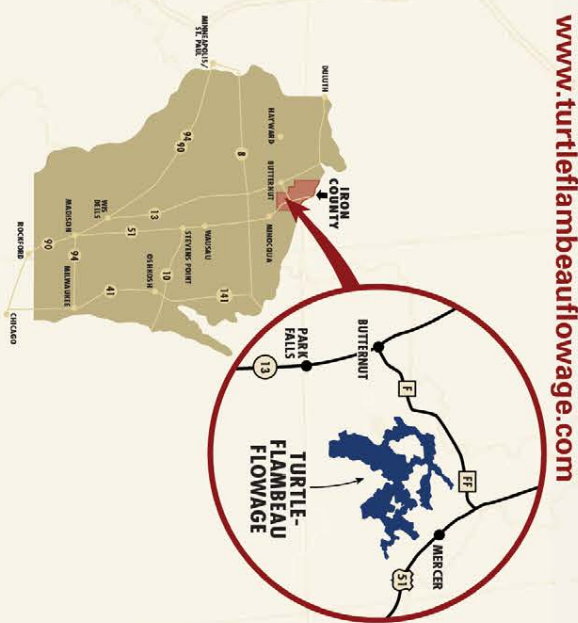 www.turtleflambeauflowage.com
MINNEAPOLIS/
ST. PAUL
DULUTH
HAYWARD
BUTTERNUT
IRON
COUNTY
MINOCQUA
8
94
90
13
51
WIS
DELLS
MADISON
WAUSAU
STEVENS POINT
10
OSHKOSH
141
41
94
MILWAUKEE
90
ROCKFORD
CHICAGO
BUTTERNUT
PARK
FALLS
13
F
FF
MERCER
51
TURTLE-
FLAMBEAU
FLOWAGE